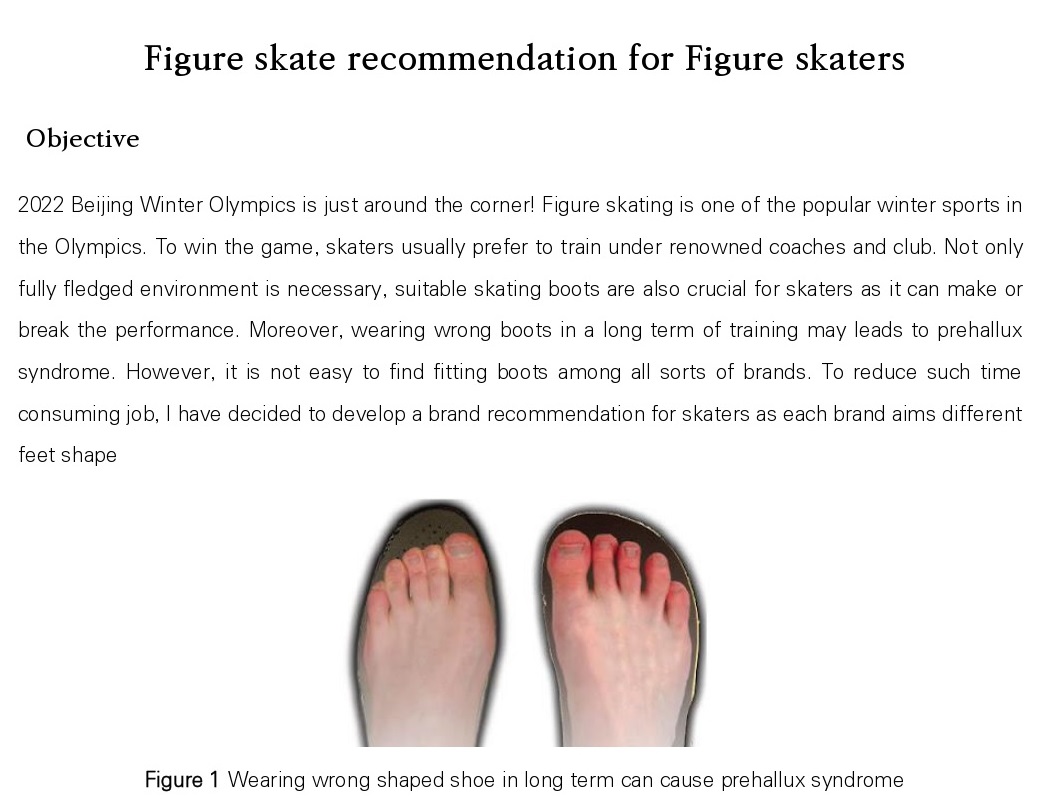 Figure skate recommendation for Figure skaters
Objective
2022 Beijing Winter Olympics is just around the corner! Figure skating is one of the popular winter sports in
the Olympics. To win the game, skaters usually prefer to train under renowned coaches and club. Not only
fully fledged environment is necessary, suitable skating boots are also crucial for skaters as it can make or
break the performance. Moreover, wearing wrong boots in a long term of training may leads to prehallux
syndrome. However, it is not easy to find fitting boots among all sorts of brands. To reduce such time
consuming job, I have decided to develop a brand recommendation for skaters as each brand aims different
feet shape
Figure 1 Wearing wrong shaped shoe in long term can cause prehallux syndrome